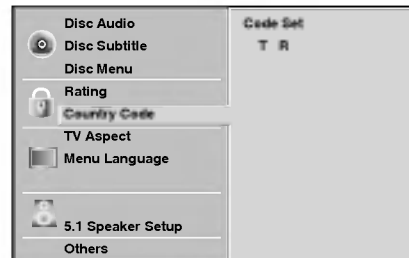 Disc Audio
Disc Subtitle
Disc Menu
Rating
Country Code
TV Aspect
Menu Language
5.1 Speaker Setup
Others
Code Set
T R